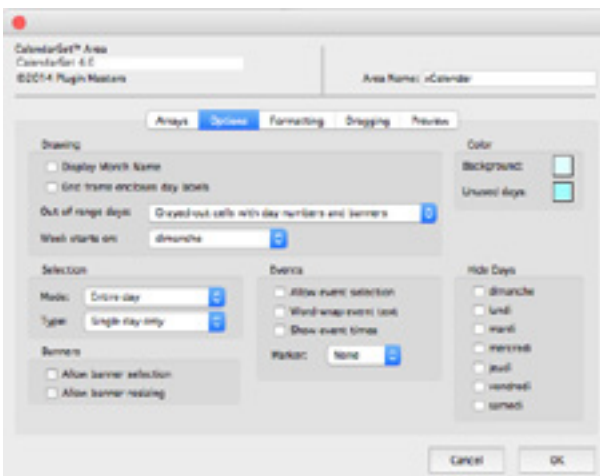 CalendarSet™ Area
CalendarSet 6.0
©2014 Plugin Masters
Area Name: xCalendar
Arrays Options Formatting Dragging Preview
Drawing
Display Month Name
Grid frame encloses day labels
Out of range days: Grayed-out cells with day numbers and banners
Week starts on: dimanche
Color
Background:
Unused days:
Selection
Mode: Entire day
Type: Single day only
Banners
Allow banner selection
Allow banner resizing
Events
Allow event selection
Word-wrap event text
Show event times
Marker: None
Hide Days
dimanche
lundi
mardi
mercredi
jeudi
vendredi
samedi
Cancel OK